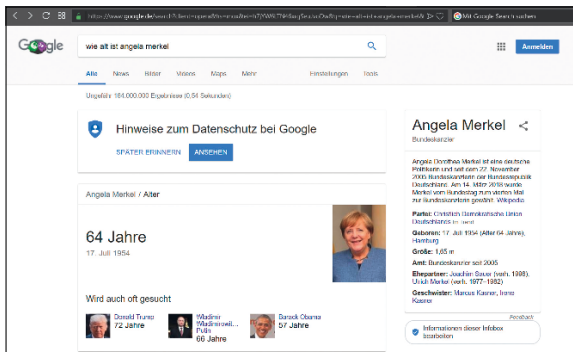 Mit Google Search suchen
Google
wie alt ist angela merkel
Anmelden
Alle News Bilder Videos Maps Mehr Einstellungen Tools
Ungefähr 164.000.000 Ergebnisse (0,64 Sekunden)
Hinweise zum Datenschutz bei Google
SPÄTER ERINNERN ANSEHEN
Angela Merkel / Alter
64 Jahre
17. Juli 1954
Wird auch oft gesucht
Donald Trump
72 Jahre
Wladimir
Wladimirowit...
Putin
66 Jahre
Barack Obama
57 Jahre
Angela Merkel
Bundeskanzler
Angela Dorothea Merkel ist eine deutsche
Politikerin und seit dem 22. November
2005 Bundeskanzlerin der Bundesrepublik
Deutschland. Am 14. März 2018 wurde
Merkel vom Bundestag zum vierten Mal
zur Bundeskanzlerin gewählt. Wikipedia
Partei: Christlich Demokratische Union
Deutschlands
Geboren: 17. Juli 1954 (Alter 64 Jahre),
Hamburg
Größe: 1,65 m
Amt: Bundeskanzler seit 2005
Ehepartner: Joachim Sauer (verh. 1998),
Ulrich Merkel (verh. 1977–1982)
Geschwister: Marcus Kasner, Irene
Kasner
Feedback
Informationen dieser Infobox
bearbeiten